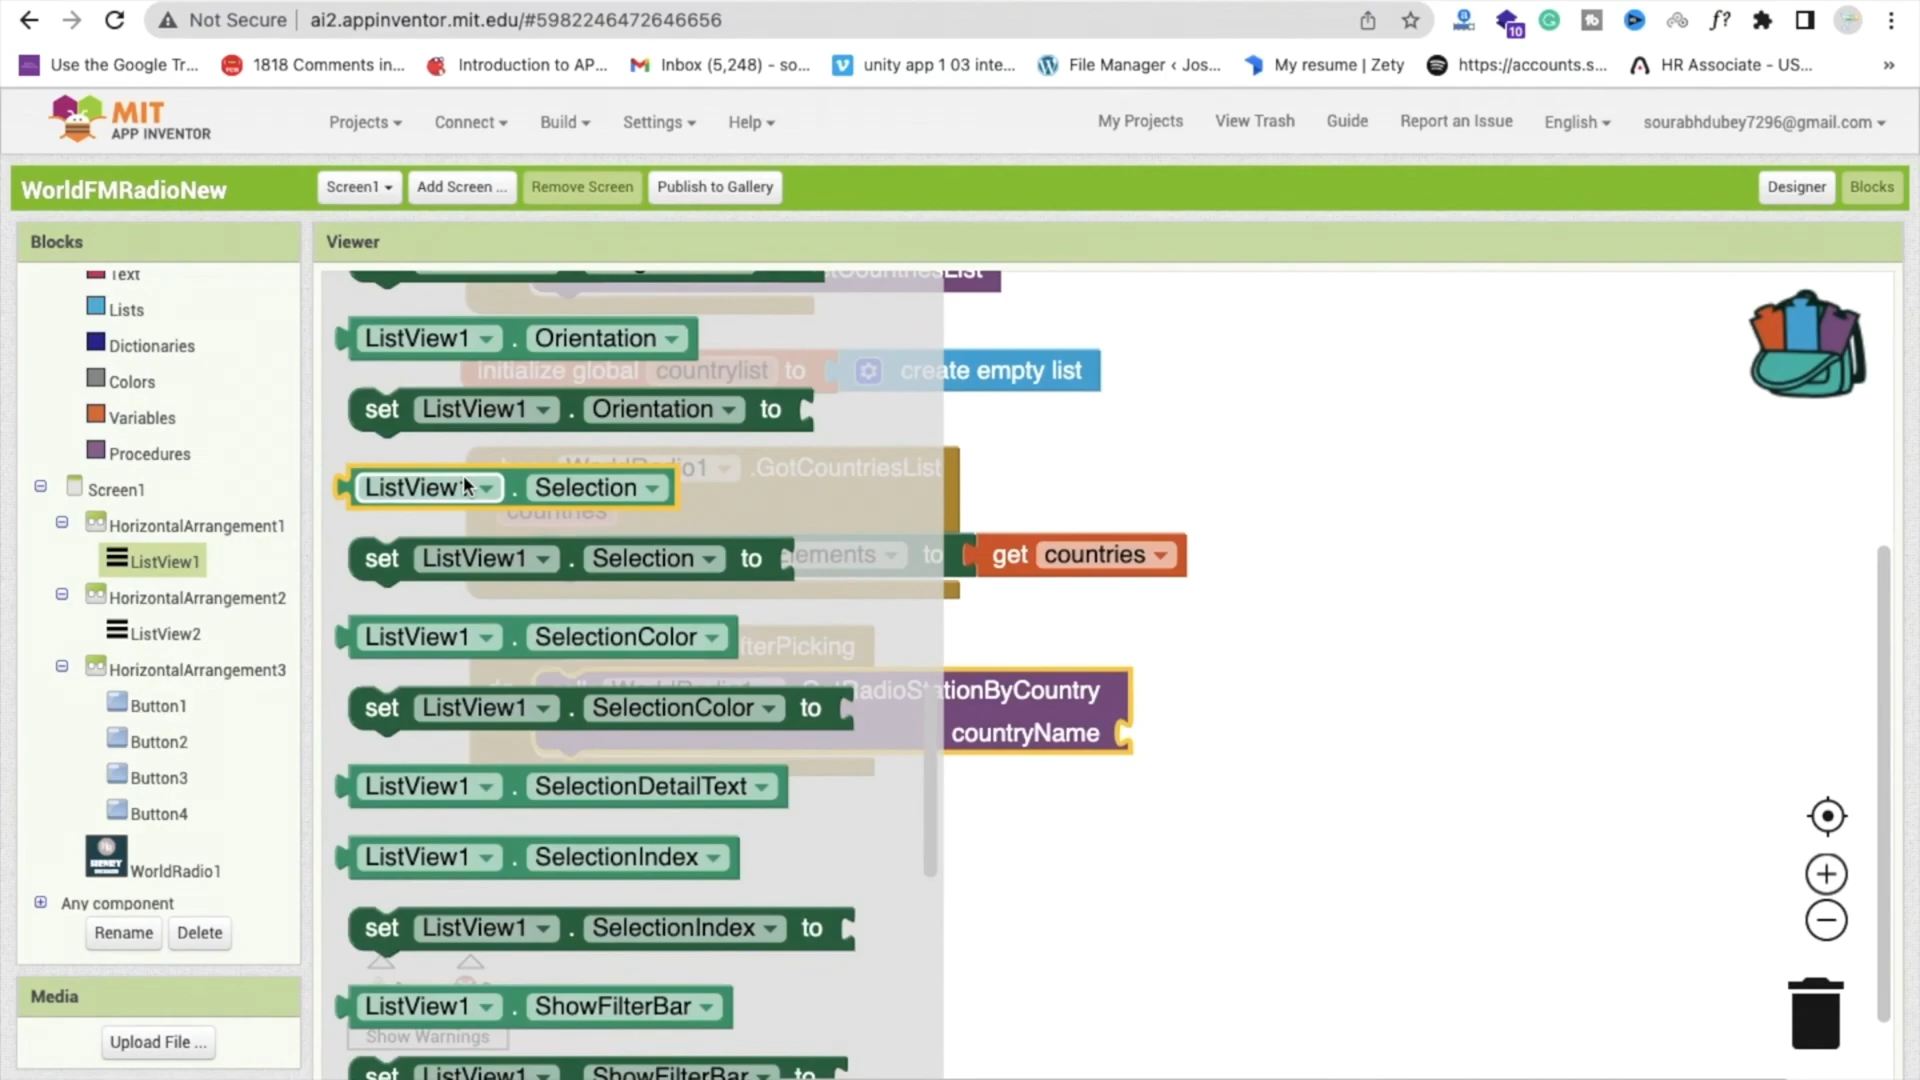 Not Secure | ai2.appinventor.mit.edu/#5982246472646656
10
Use the Google Tr...
1818 Comments in...
Introduction to AP...
Inbox (5,248) – so...
unity app 1 03 inte...
File Manager ‹ Jos...
My resume | Zety
https://accounts.s...
HR Associate - US...
»
MIT
APP INVENTOR
Projects
Connect
Build
Settings
Help
My Projects
View Trash
Guide
Report an Issue
English
sourabhdubey7296@gmail.com
WorldFMRadioNew
Screen1
Add Screen ...
Remove Screen
Publish to Gallery
Designer
Blocks
Blocks
Viewer
Text
Lists
Dictionaries
Colors
Variables
Procedures
Screen1
HorizontalArrangement1
ListView1
HorizontalArrangement2
ListView2
HorizontalArrangement3
Button1
Button2
Button3
Button4
WorldRadio1
Any component
Rename
Delete
Media
Upload File ...
etCountriesList
ListView1 . Orientation
initialize global countrylist to create empty list
set ListView1 . Orientation to
.GotCountriesList
ListView1 . Selection
countries
set ListView1 . Selection to
to get countries
ListView1 . SelectionColor
fterPicking
tionByCountry
set ListView1 . SelectionColor to
countryName
ListView1 . SelectionDetailText
ListView1 . SelectionIndex
set ListView1 . SelectionIndex to
ListView1 . ShowFilterBar
Show Warnings
set ListView1 . ShowFilterBar to